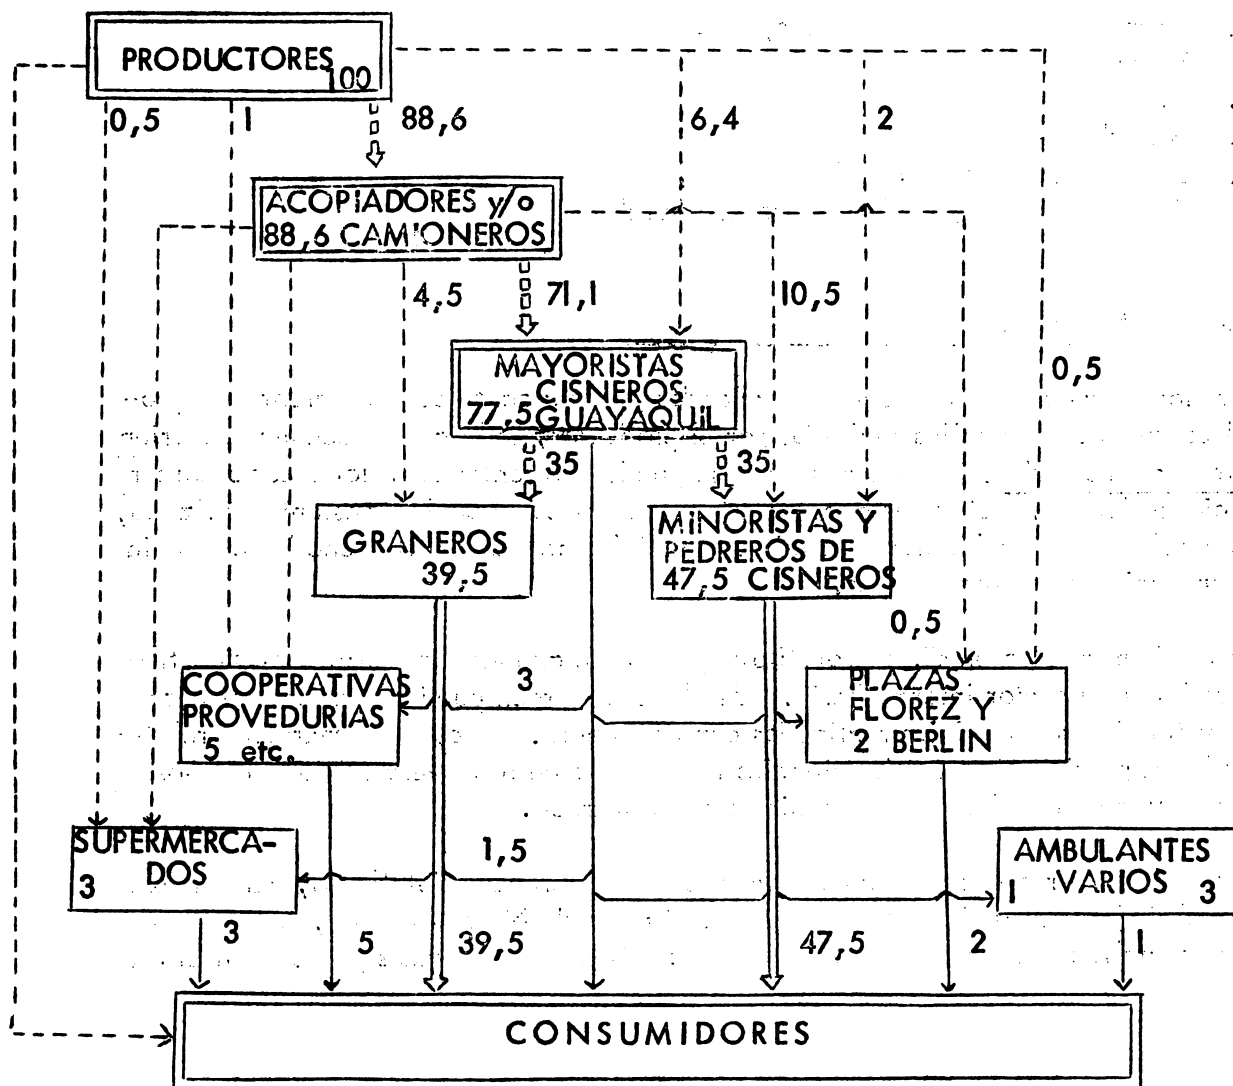 PRODUCTORES
100
0,5
1
88,6
6,4
2
ACOPIADORES y/o
88,6 CAMIONEROS
4,5
71,1
10,5
0,5
MAYORISTAS
CISNEROS
77,5 GUAYAQUIL
35
35
GRANEROS
39,5
MINORISTAS Y
PEDREROS DE
47,5 CISNEROS
0,5
COOPERATIVAS
PROVEDURIAS
5 etc.
3
PLAZAS
FLOREZ Y
2 BERLIN
SUPERMERCA-
DOS
3
1,5
AMBULANTES
VARIOS
1 3
3
5
39,5
47,5
2
1
CONSUMIDORES